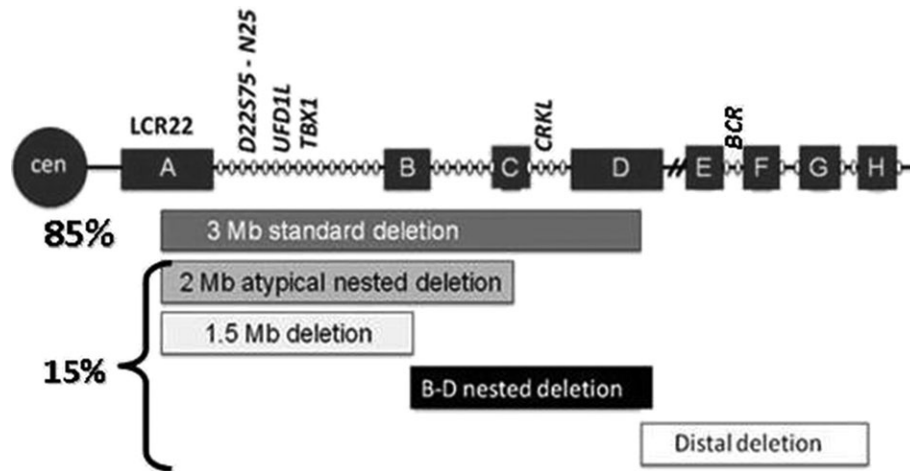 D22S75 - N25
UFD1L
TBX1
CRKL
BCR
LCR22
cen
A
B
C
D
E
F
G
H
85%
3 Mb standard deletion
2 Mb atypical nested deletion
1.5 Mb deletion
15%
B-D nested deletion
Distal deletion